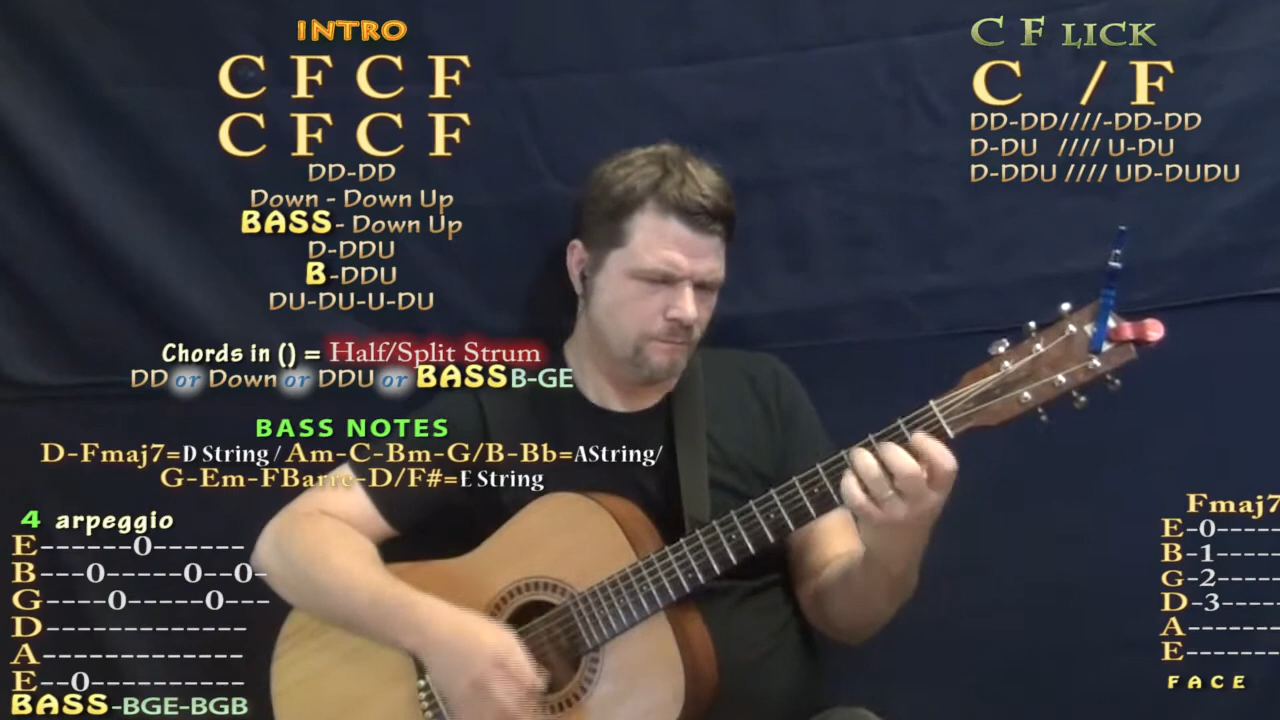 INTRO
C F C F
C F C F
DD-DD
Down - Down Up
BASS - Down Up
D-DDU
B-DDU
DU-DU-U-DU
Chords in () = Half/Split Strum
DD or Down or DDU or BASS B-GE
BASS NOTES
D-Fmaj7=D String / Am-C-Bm-G/B-Bb=AString/
G-Em-FBarre-D/F#=E String
4 arpeggio
E------0------
B---0-----0--0-
G----0-----0---
D------------
A------------
E--0---------
BASS-BGE-BGB
C F LICK
C / F
DD-DD////-DD-DD
D-DU //// U-DU
D-DDU //// UD-DUDU
Fmaj7
E-0----
B-1----
G-2----
D-3----
A------
E------
F A C E